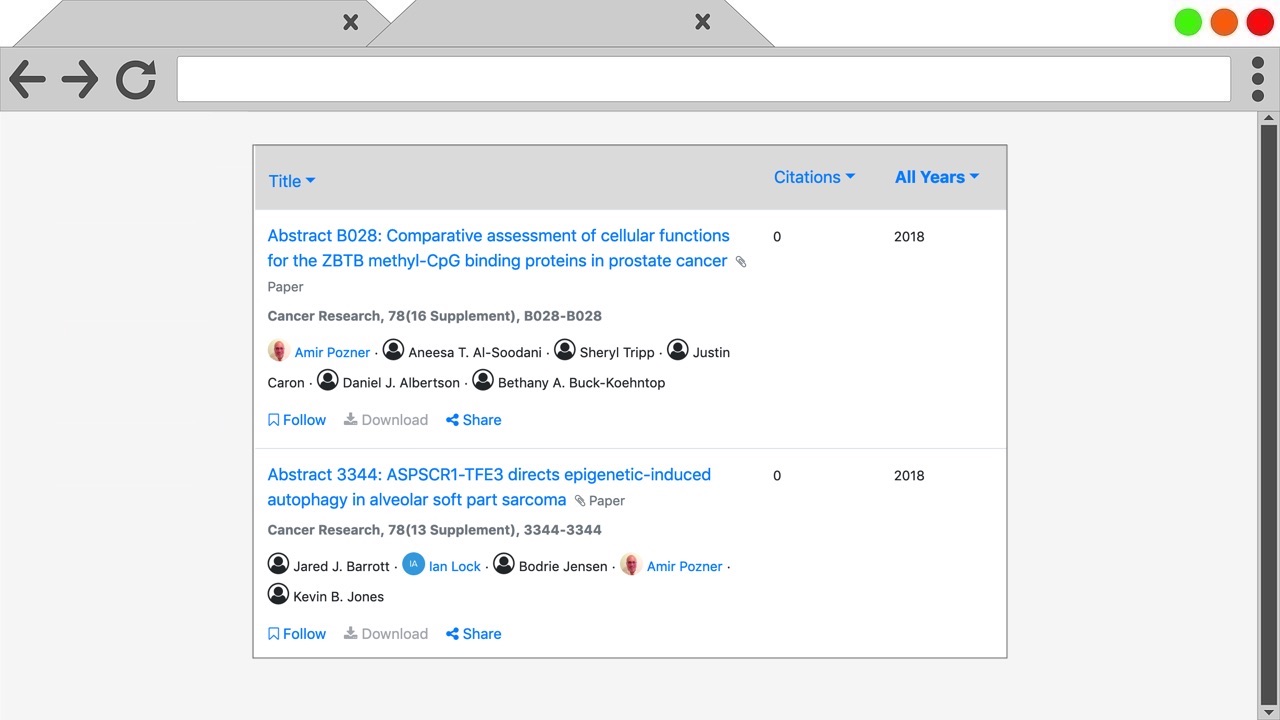 Title Citations All Years
Abstract B028: Comparative assessment of cellular functions 0 2018
for the ZBTB methyl-CpG binding proteins in prostate cancer
Paper
Cancer Research, 78(16 Supplement), B028-B028
Amir Pozner · Aneesa T. Al-Soodani · Sheryl Tripp · Justin
Caron · Daniel J. Albertson · Bethany A. Buck-Koehntop
Follow Download Share
Abstract 3344: ASPSCR1-TFE3 directs epigenetic-induced 0 2018
autophagy in alveolar soft part sarcoma Paper
Cancer Research, 78(13 Supplement), 3344-3344
Jared J. Barrott · IA Ian Lock · Bodrie Jensen · Amir Pozner ·
Kevin B. Jones
Follow Download Share